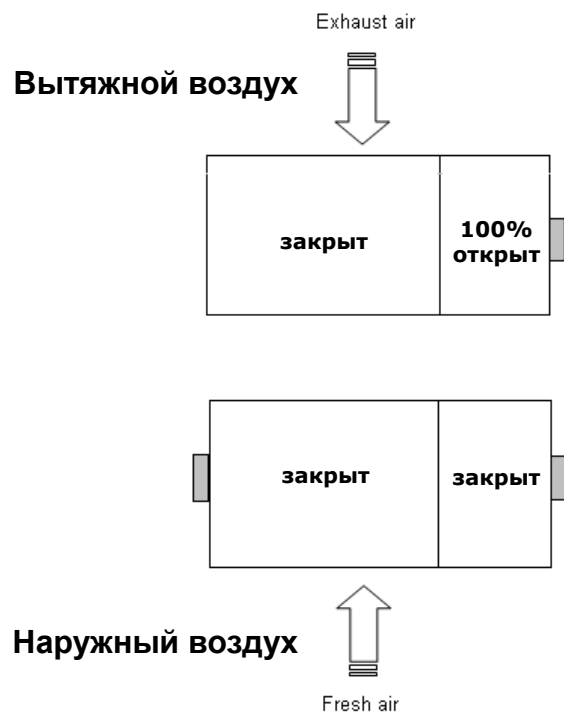 Exhaust air
Вытяжной воздух
закрыт
100%
открыт
закрыт
закрыт
Наружный воздух
Fresh air